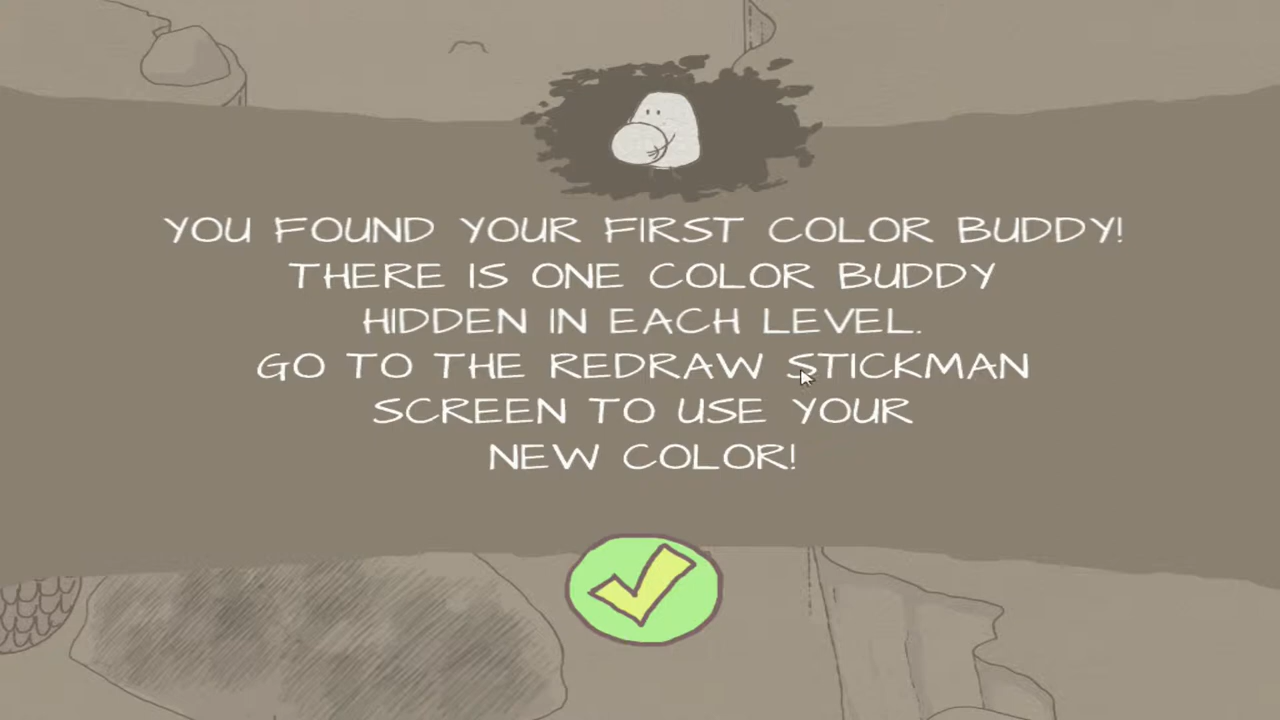 YOU FOUND YOUR FIRST COLOR BUDDY!
THERE IS ONE COLOR BUDDY
HIDDEN IN EACH LEVEL.
GO TO THE REDRAW STICKMAN
SCREEN TO USE YOUR
NEW COLOR!